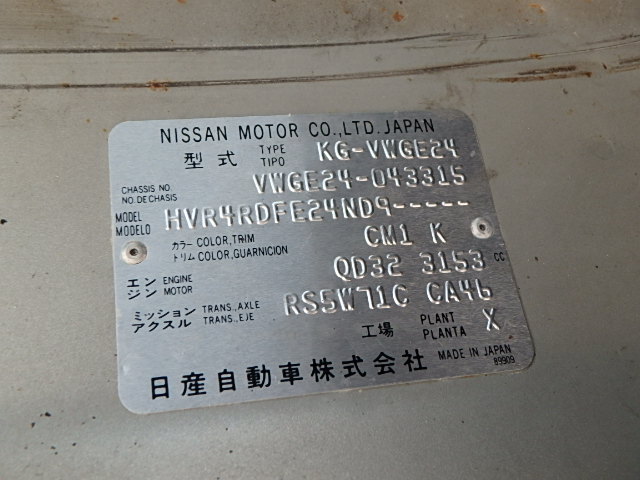 NISSAN MOTOR CO.,LTD. JAPAN
型式 TYPE TIPO KG-VWGE24
CHASSIS NO. NO. DE CHASIS VWGE24-043315
MODEL MODELO HVR4RDFE24ND9-----
カラー COLOR, TRIM CM1 K
トリム COLOR, GUARNICION
エンジン ENGINE MOTOR QD32 3153 CC
ミッション TRANS., AXLE RS5W71C CA46
アクスル TRANS., EJE
工場 PLANT PLANTA X
日産自動車株式会社 MADE IN JAPAN
89909